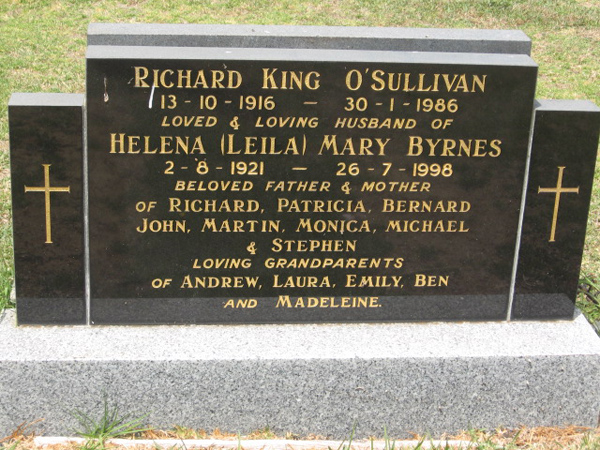 RICHARD KING O'SULLIVAN
13-10-1916 — 30-1-1986
LOVED & LOVING HUSBAND OF
HELENA (LEILA) MARY BYRNES
2-8-1921 — 26-7-1998
BELOVED FATHER & MOTHER
OF RICHARD, PATRICIA, BERNARD
JOHN, MARTIN, MONICA, MICHAEL
& STEPHEN
LOVING GRANDPARENTS
OF ANDREW, LAURA, EMILY, BEN
AND MADELEINE.